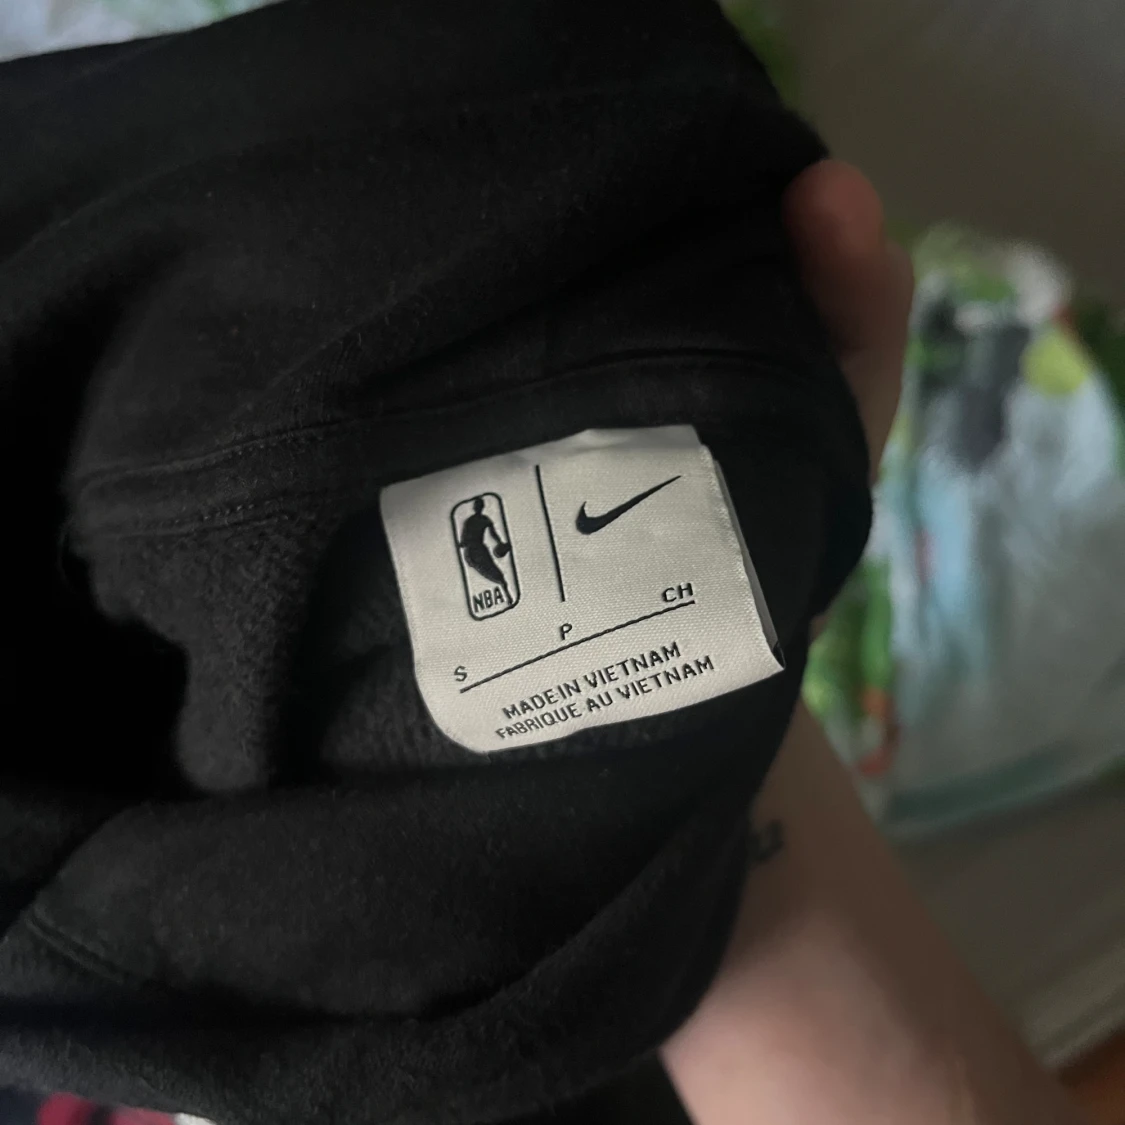 NBA
S P CH
MADE IN VIETNAM
FABRIQUE AU VIETNAM